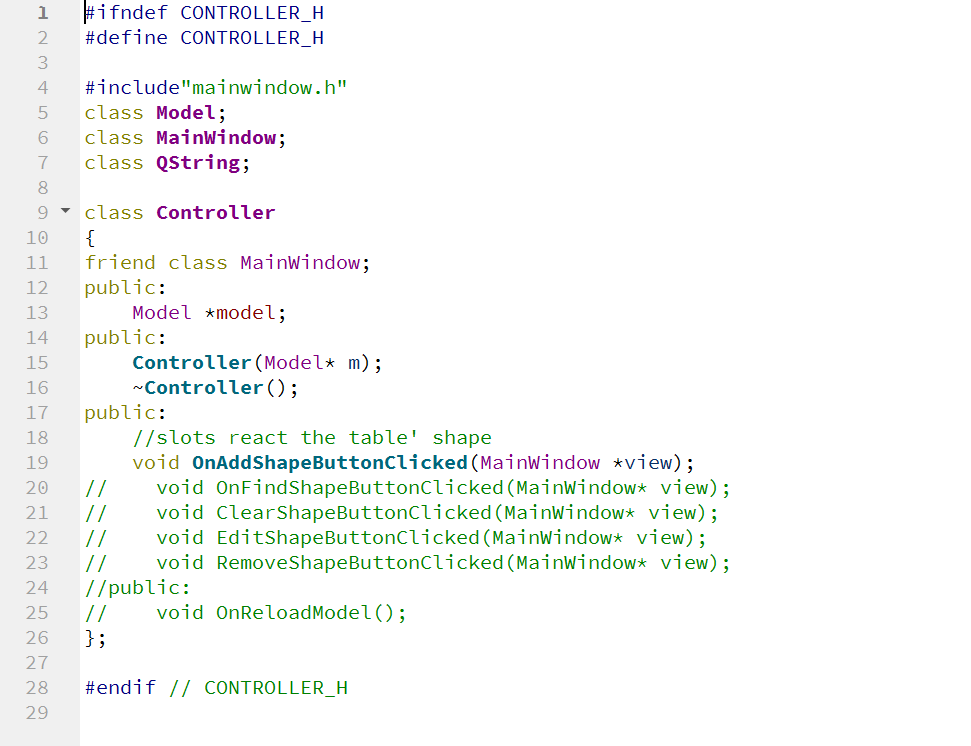 1 #ifndef CONTROLLER_H
2 #define CONTROLLER_H
3
4 #include"mainwindow.h"
5 class Model;
6 class MainWindow;
7 class QString;
8
9 class Controller
10 {
11 friend class MainWindow;
12 public:
13     Model *model;
14 public:
15     Controller(Model* m);
16     ~Controller();
17 public:
18     //slots react the table' shape
19     void OnAddShapeButtonClicked(MainWindow *view);
20 //    void OnFindShapeButtonClicked(MainWindow* view);
21 //    void ClearShapeButtonClicked(MainWindow* view);
22 //    void EditShapeButtonClicked(MainWindow* view);
23 //    void RemoveShapeButtonClicked(MainWindow* view);
24 //public:
25 //    void OnReloadModel();
26 };
27
28 #endif // CONTROLLER_H
29